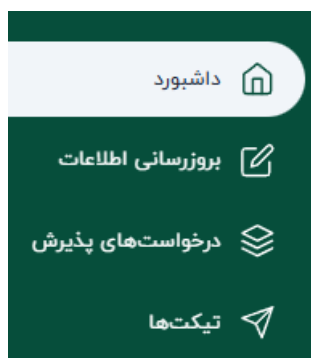 داشبورد
بروزرسانی اطلاعات
درخواست‌های پذیرش
تیکت‌ها